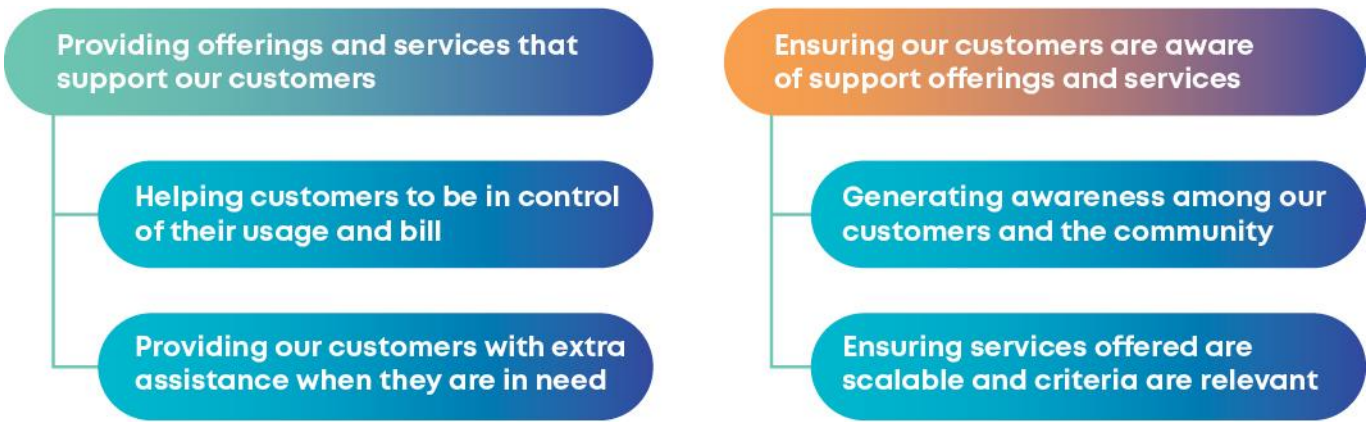 Providing offerings and services that
support our customers
Helping customers to be in control
of their usage and bill
Providing our customers with extra
assistance when they are in need
Ensuring our customers are aware
of support offerings and services
Generating awareness among our
customers and the community
Ensuring services offered are
scalable and criteria are relevant